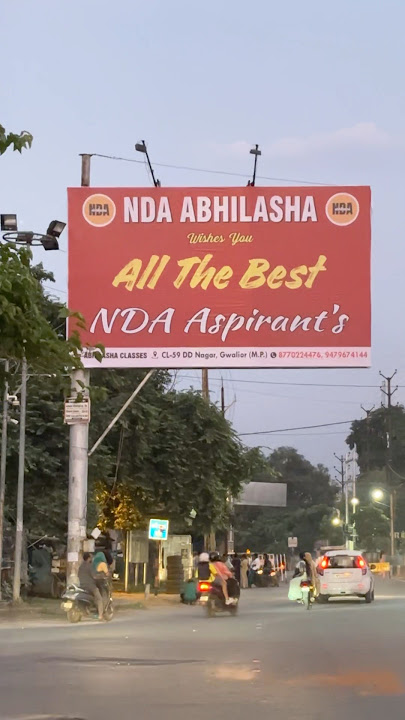 NDA NDA ABHILASHA NDA
Wishes You
All The Best
NDA Aspirant's
ABHILASHA CLASSES CL-59 DD Nagar, Gwalior (M.P.) 8770224476, 9479674144